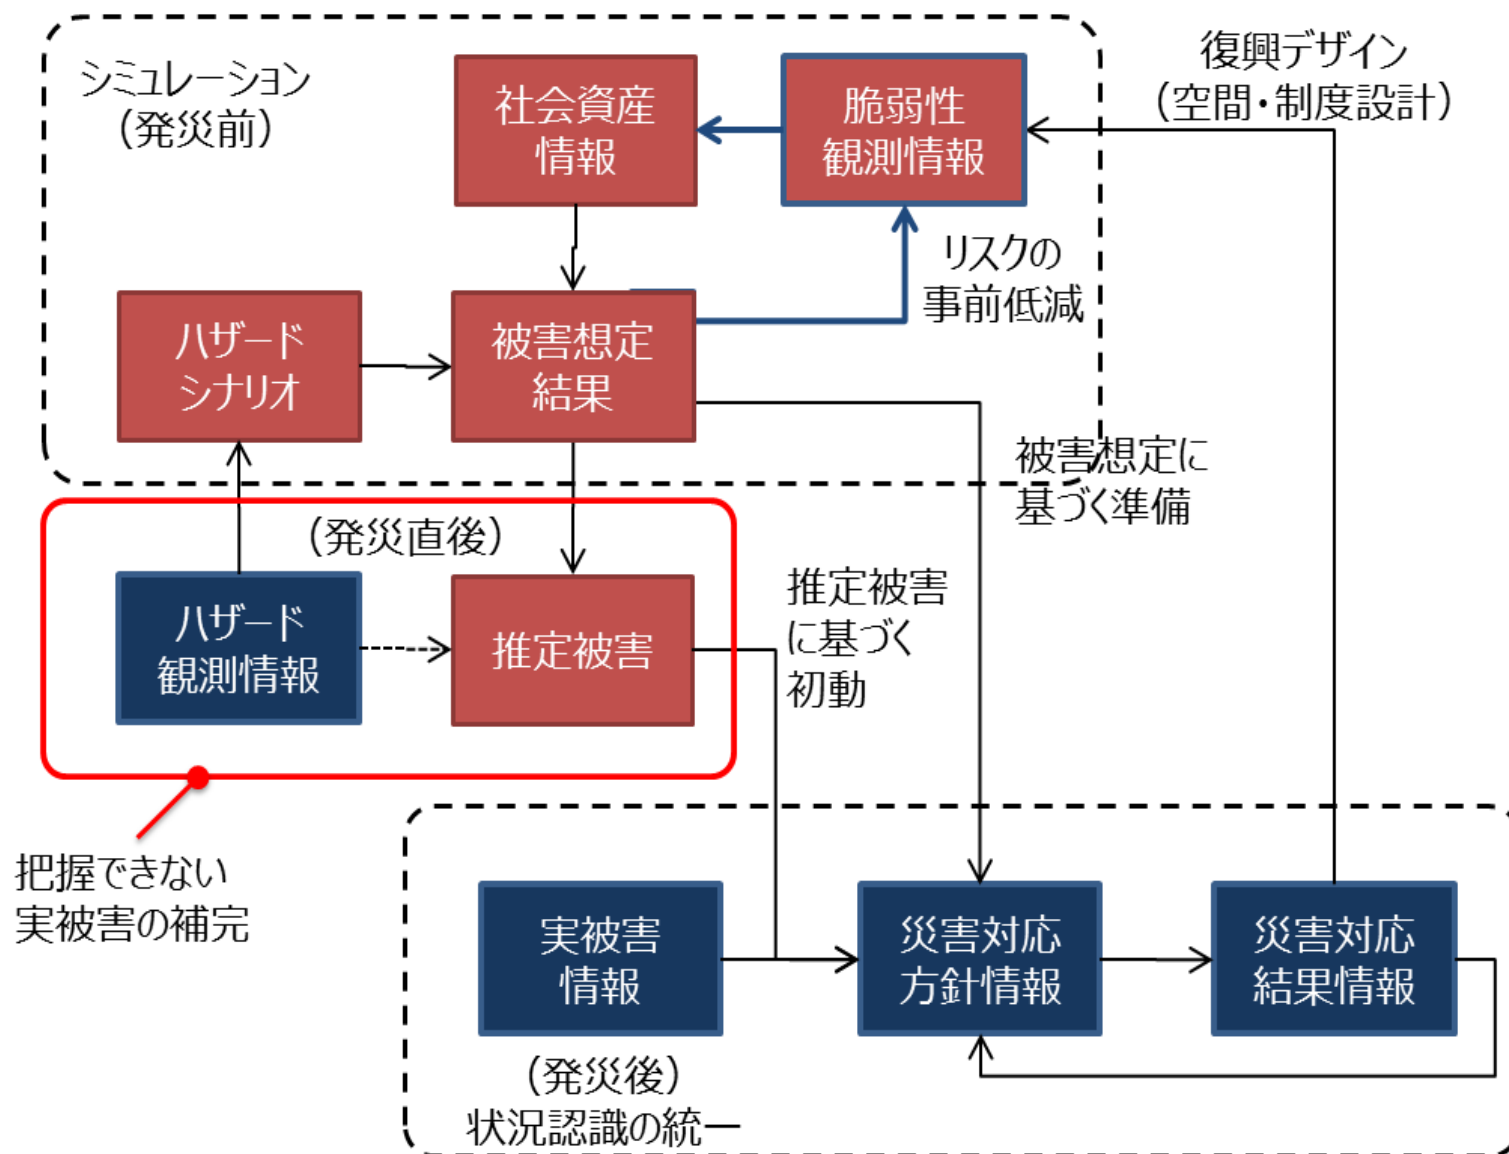 シミュレーション
（発災前）
社会資産
情報
脆弱性
観測情報
復興デザイン
（空間・制度設計）
リスクの
事前低減
ハザード
シナリオ
被害想定
結果
被害想定に
基づく準備
（発災直後）
ハザード
観測情報
推定被害
推定被害
に基づく
初動
把握できない
実被害の補完
実被害
情報
災害対応
方針情報
災害対応
結果情報
（発災後）
状況認識の統一